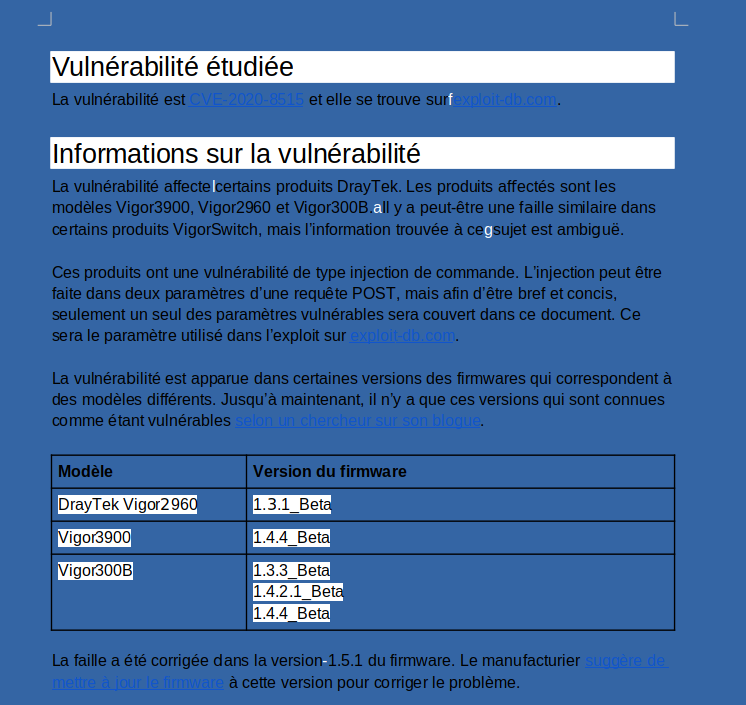 Vulnérabilité étudiée
La vulnérabilité est CVE-2020-8515 et elle se trouve surfexploit-db.com.
Informations sur la vulnérabilité
La vulnérabilité affectelcertains produits DrayTek. Les produits affectés sont les
modèles Vigor3900, Vigor2960 et Vigor300B.aIl y a peut-être une faille similaire dans
certains produits VigorSwitch, mais l’information trouvée à cegsujet est ambiguë.
Ces produits ont une vulnérabilité de type injection de commande. L’injection peut être
faite dans deux paramètres d’une requête POST, mais afin d’être bref et concis,
seulement un seul des paramètres vulnérables sera couvert dans ce document. Ce
sera le paramètre utilisé dans l’exploit sur exploit-db.com.
La vulnérabilité est apparue dans certaines versions des firmwares qui correspondent à
des modèles différents. Jusqu’à maintenant, il n’y a que ces versions qui sont connues
comme étant vulnérables selon un chercheur sur son blogue.
Modèle Version du firmware
DrayTek Vigor2960 1.3.1_Beta
Vigor3900 1.4.4_Beta
Vigor300B 1.3.3_Beta
1.4.2.1_Beta
1.4.4_Beta
La faille a été corrigée dans la version-1.5.1 du firmware. Le manufacturier suggère de
mettre à jour le firmware à cette version pour corriger le problème.